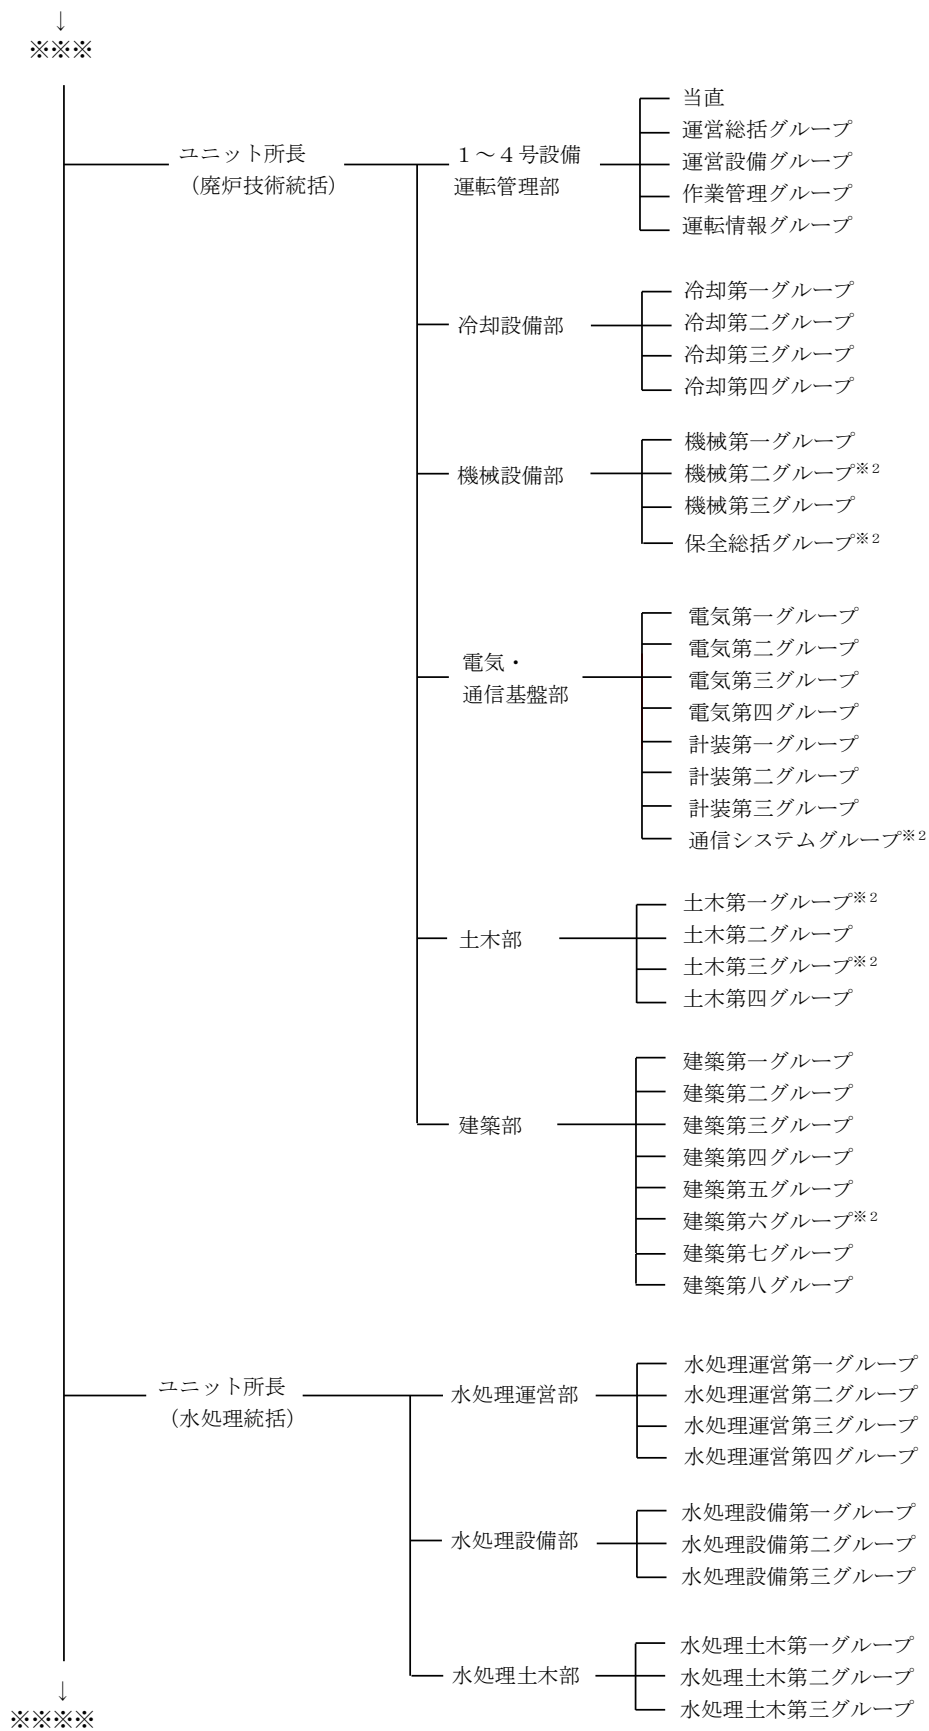 ↓
※※※
ユニット所長
（廃炉技術統括）
１～４号設備
運転管理部
当直
運営総括グループ
運営設備グループ
作業管理グループ
運転情報グループ
冷却設備部
冷却第一グループ
冷却第二グループ
冷却第三グループ
冷却第四グループ
機械設備部
機械第一グループ
機械第二グループ※２
機械第三グループ
保全総括グループ※２
電気・
通信基盤部
電気第一グループ
電気第二グループ
電気第三グループ
電気第四グループ
計装第一グループ
計装第二グループ
計装第三グループ
通信システムグループ※２
土木部
土木第一グループ※２
土木第二グループ
土木第三グループ※２
土木第四グループ
建築部
建築第一グループ
建築第二グループ
建築第三グループ
建築第四グループ
建築第五グループ
建築第六グループ※２
建築第七グループ
建築第八グループ
ユニット所長
（水処理統括）
水処理運営部
水処理運営第一グループ
水処理運営第二グループ
水処理運営第三グループ
水処理運営第四グループ
水処理設備部
水処理設備第一グループ
水処理設備第二グループ
水処理設備第三グループ
水処理土木部
水処理土木第一グループ
水処理土木第二グループ
水処理土木第三グループ
↓
※※※※